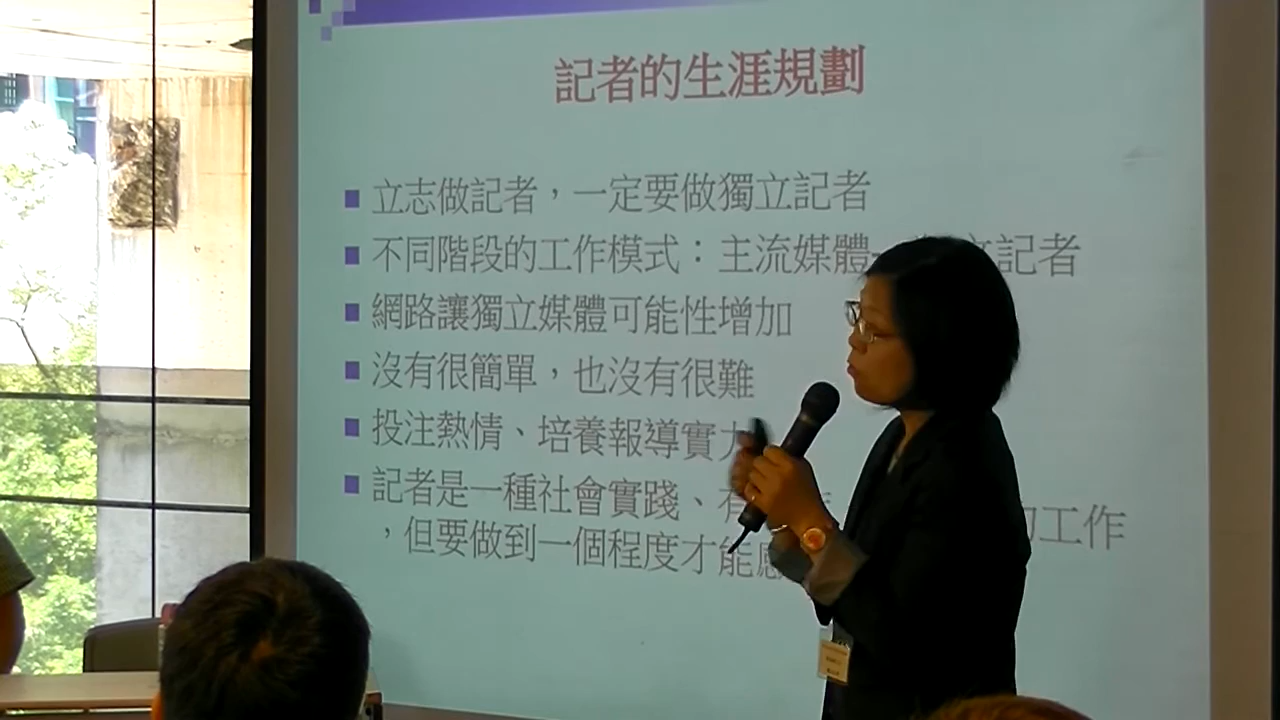 記者的生涯規劃
立志做記者，一定要做獨立記者
不同階段的工作模式：主流媒體 記者
網路讓獨立媒體可能性增加
沒有很簡單，也沒有很難
投注熱情、培養報導實
記者是一種社會實踐、有 工作
，但要做到一個程度才能